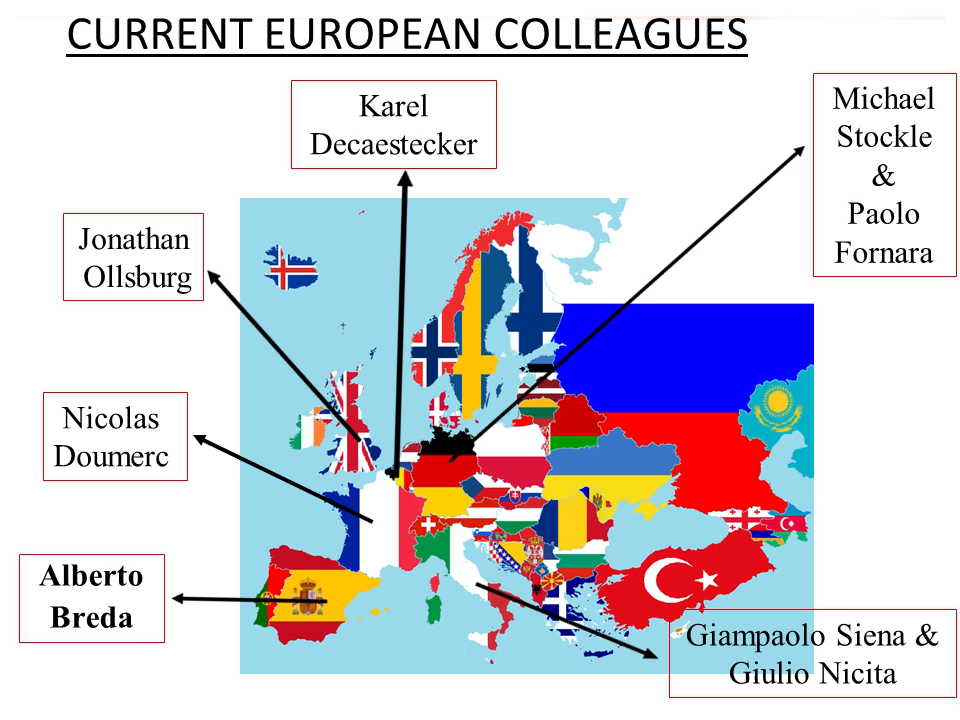 CURRENT EUROPEAN COLLEAGUES
Karel
Decaestecker
Michael
Stockle
&
Paolo
Fornara
Jonathan
Ollsburg
Nicolas
Doumerc
Alberto
Breda
Giampaolo Siena &
Giulio Nicita